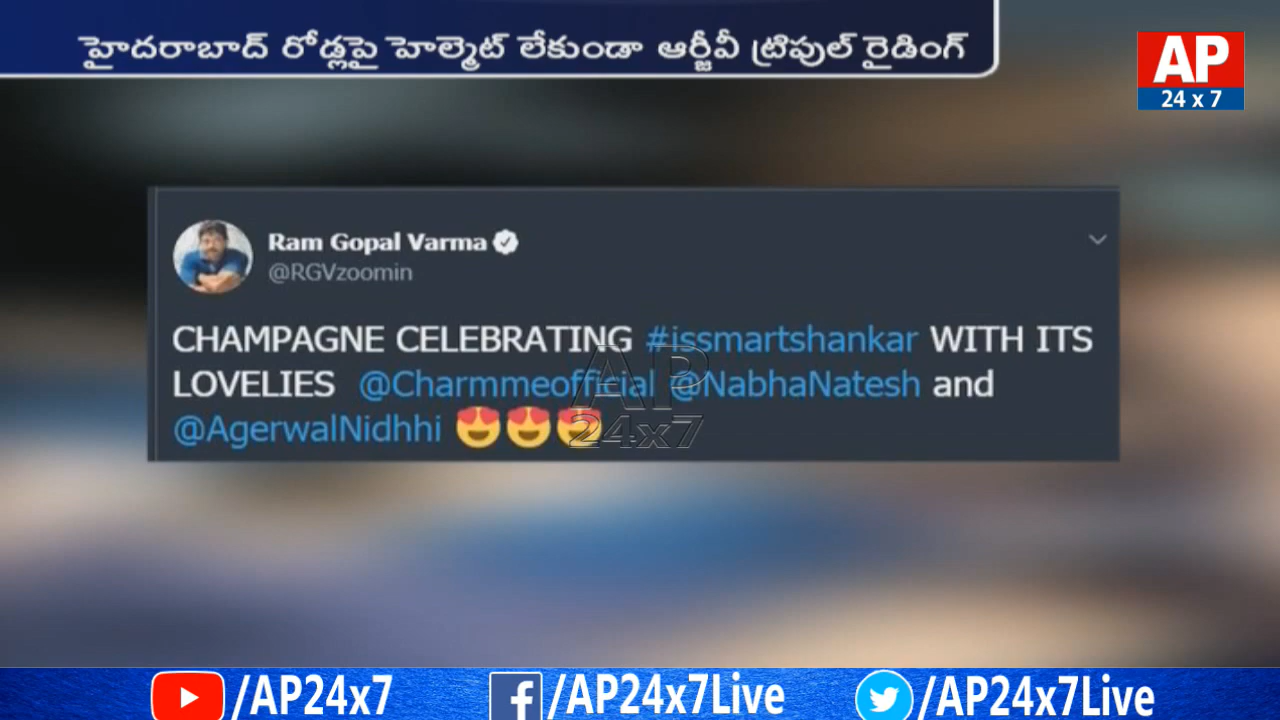 హైదరాబాద్ రోడ్లపై హెల్మెట్ లేకుండా ఆర్జీవీ ట్రిపుల్ రైడింగ్
AP
24 x 7
Ram Gopal Varma
@RGVzoomin
CHAMPAGNE CELEBRATING #issmartshankar WITH ITS
LOVELIES @Charmmeofficial @NabhaNatesh and
@AgerwalNidhhi 😍😍😍
AP
24x7
/AP24x7 /AP24x7Live /AP24x7Live